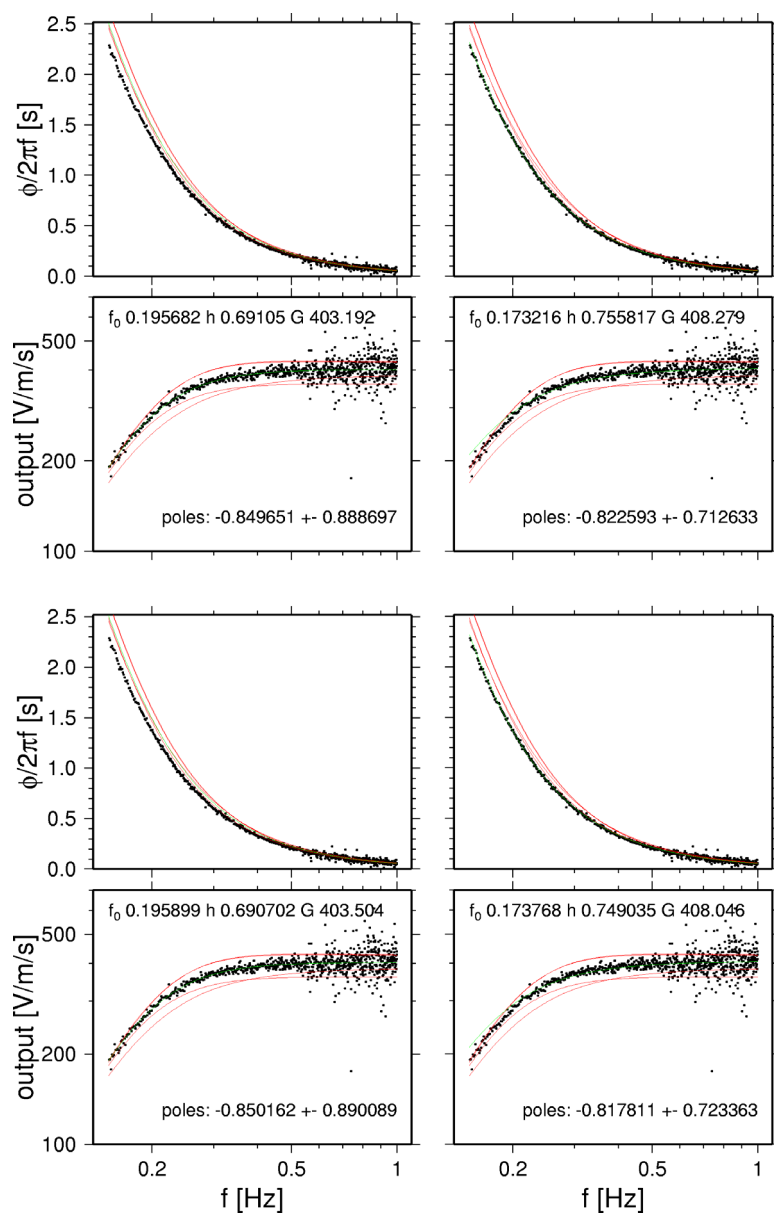 2.5
2.0
1.5
1.0
0.5
0.0
ϕ/2πf [s]
f0 0.195682 h 0.69105 G 403.192
f0 0.173216 h 0.755817 G 408.279
500
200
100
output [V/m/s]
poles: -0.849651 +- 0.888697
poles: -0.822593 +- 0.712633
2.5
2.0
1.5
1.0
0.5
0.0
ϕ/2πf [s]
f0 0.195899 h 0.690702 G 403.504
f0 0.173768 h 0.749035 G 408.046
500
200
100
output [V/m/s]
poles: -0.850162 +- 0.890089
poles: -0.817811 +- 0.723363
0.2 0.5 1
0.2 0.5 1
f [Hz]
f [Hz]